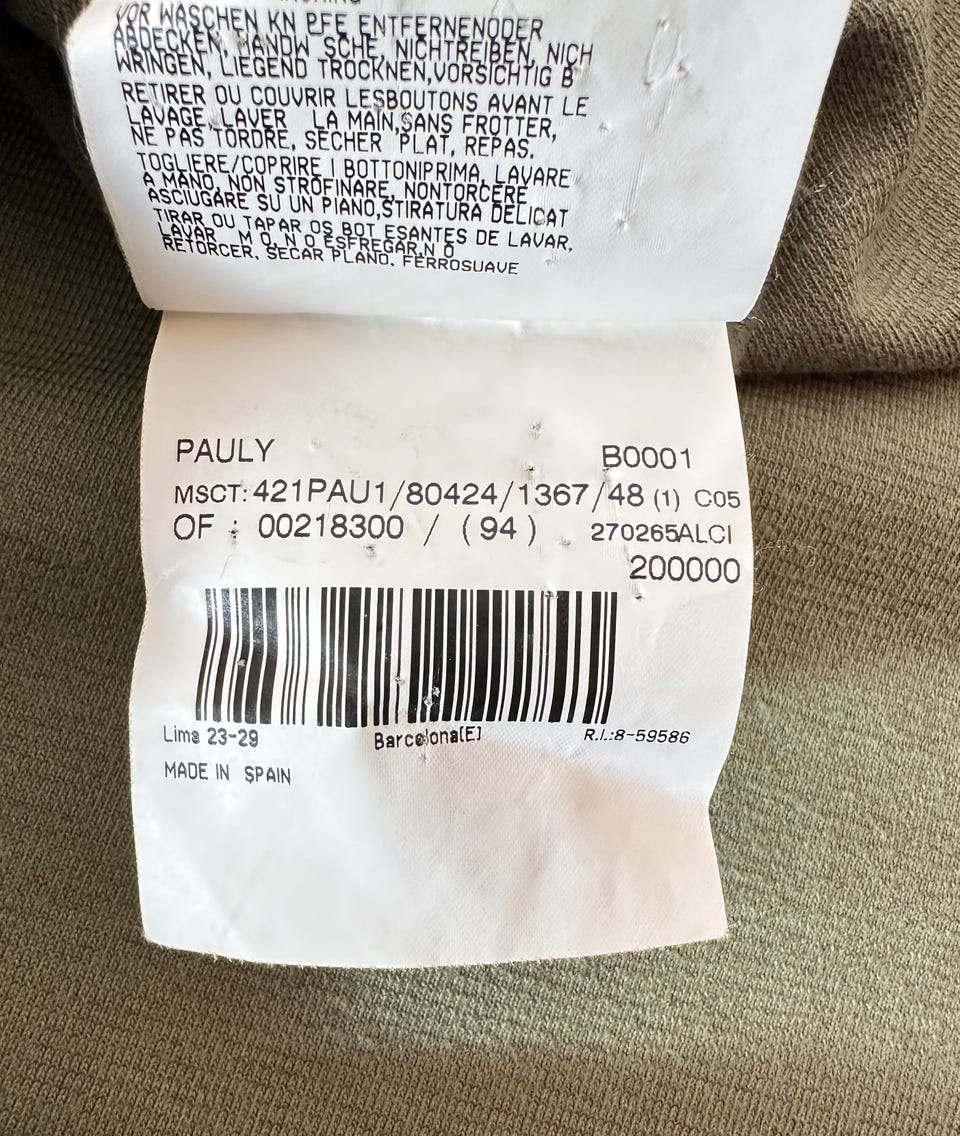 VOR WASCHEN KN PFE ENTFERNENODER
ABDECKEN, HANDW SCHE, NICHTREIBEN, NICH
WRINGEN, LIEGEND TROCKNEN,VORSICHTIG B
RETIRER OU COUVRIR LESBOUTONS AVANT LE
LAVAGE, LAVER LA MAIN,SANS FROTTER,
NE PAS TORDRE, SECHER PLAT, REPAS.
TOGLIERE/COPRIRE I BOTTONIPRIMA, LAVARE
A MANO, NON STROFINARE, NONTORCERE
ASCIUGARE SU UN PIANO,STIRATURA DELICAT
TIRAR OU TAPAR OS BOT ESANTES DE LAVAR,
LAVAR M O, N O ESFREGAR,N O
RETORCER, SECAR PLANO, FERROSUAVE
PAULY B0001
MSCT: 421PAU1/80424/1367/48 (1) C05
OF : 00218300 / (94) 270265ALCI
200000
Lima 23-29 Barcelona(E) R.I.:8-59586
MADE IN SPAIN